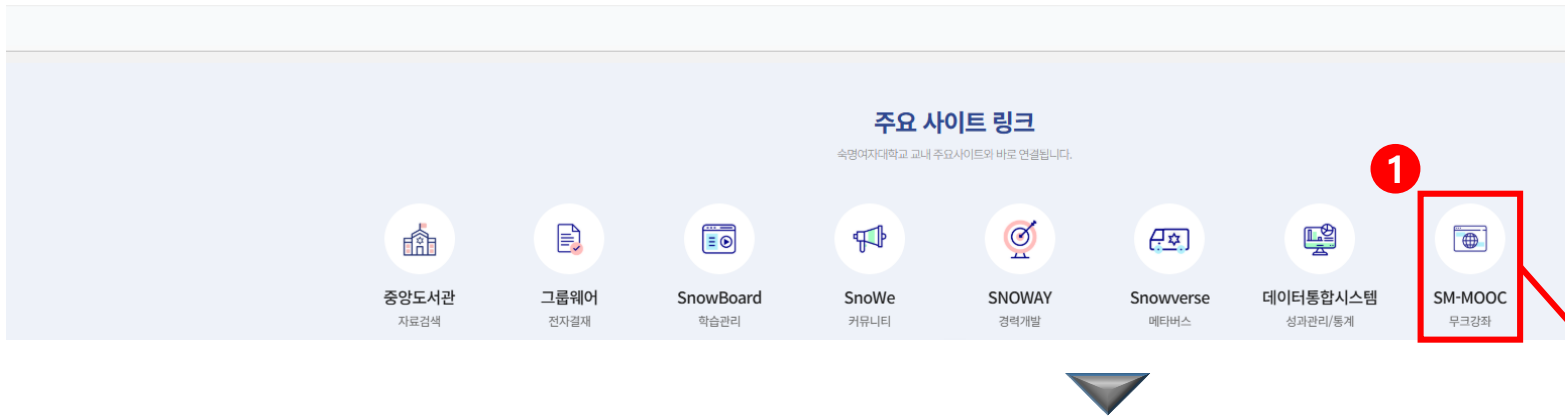 주요 사이트 링크
숙명여자대학교 교내 주요사이트와 바로 연결됩니다.
1
중앙도서관 그룹웨어 SnowBoard SnoWe SNOWAY Snowverse 데이터통합시스템 SM-MOOC
자료검색 전자결재 학습관리 커뮤니티 경력개발 메타버스 성과관리/통계 무크강좌